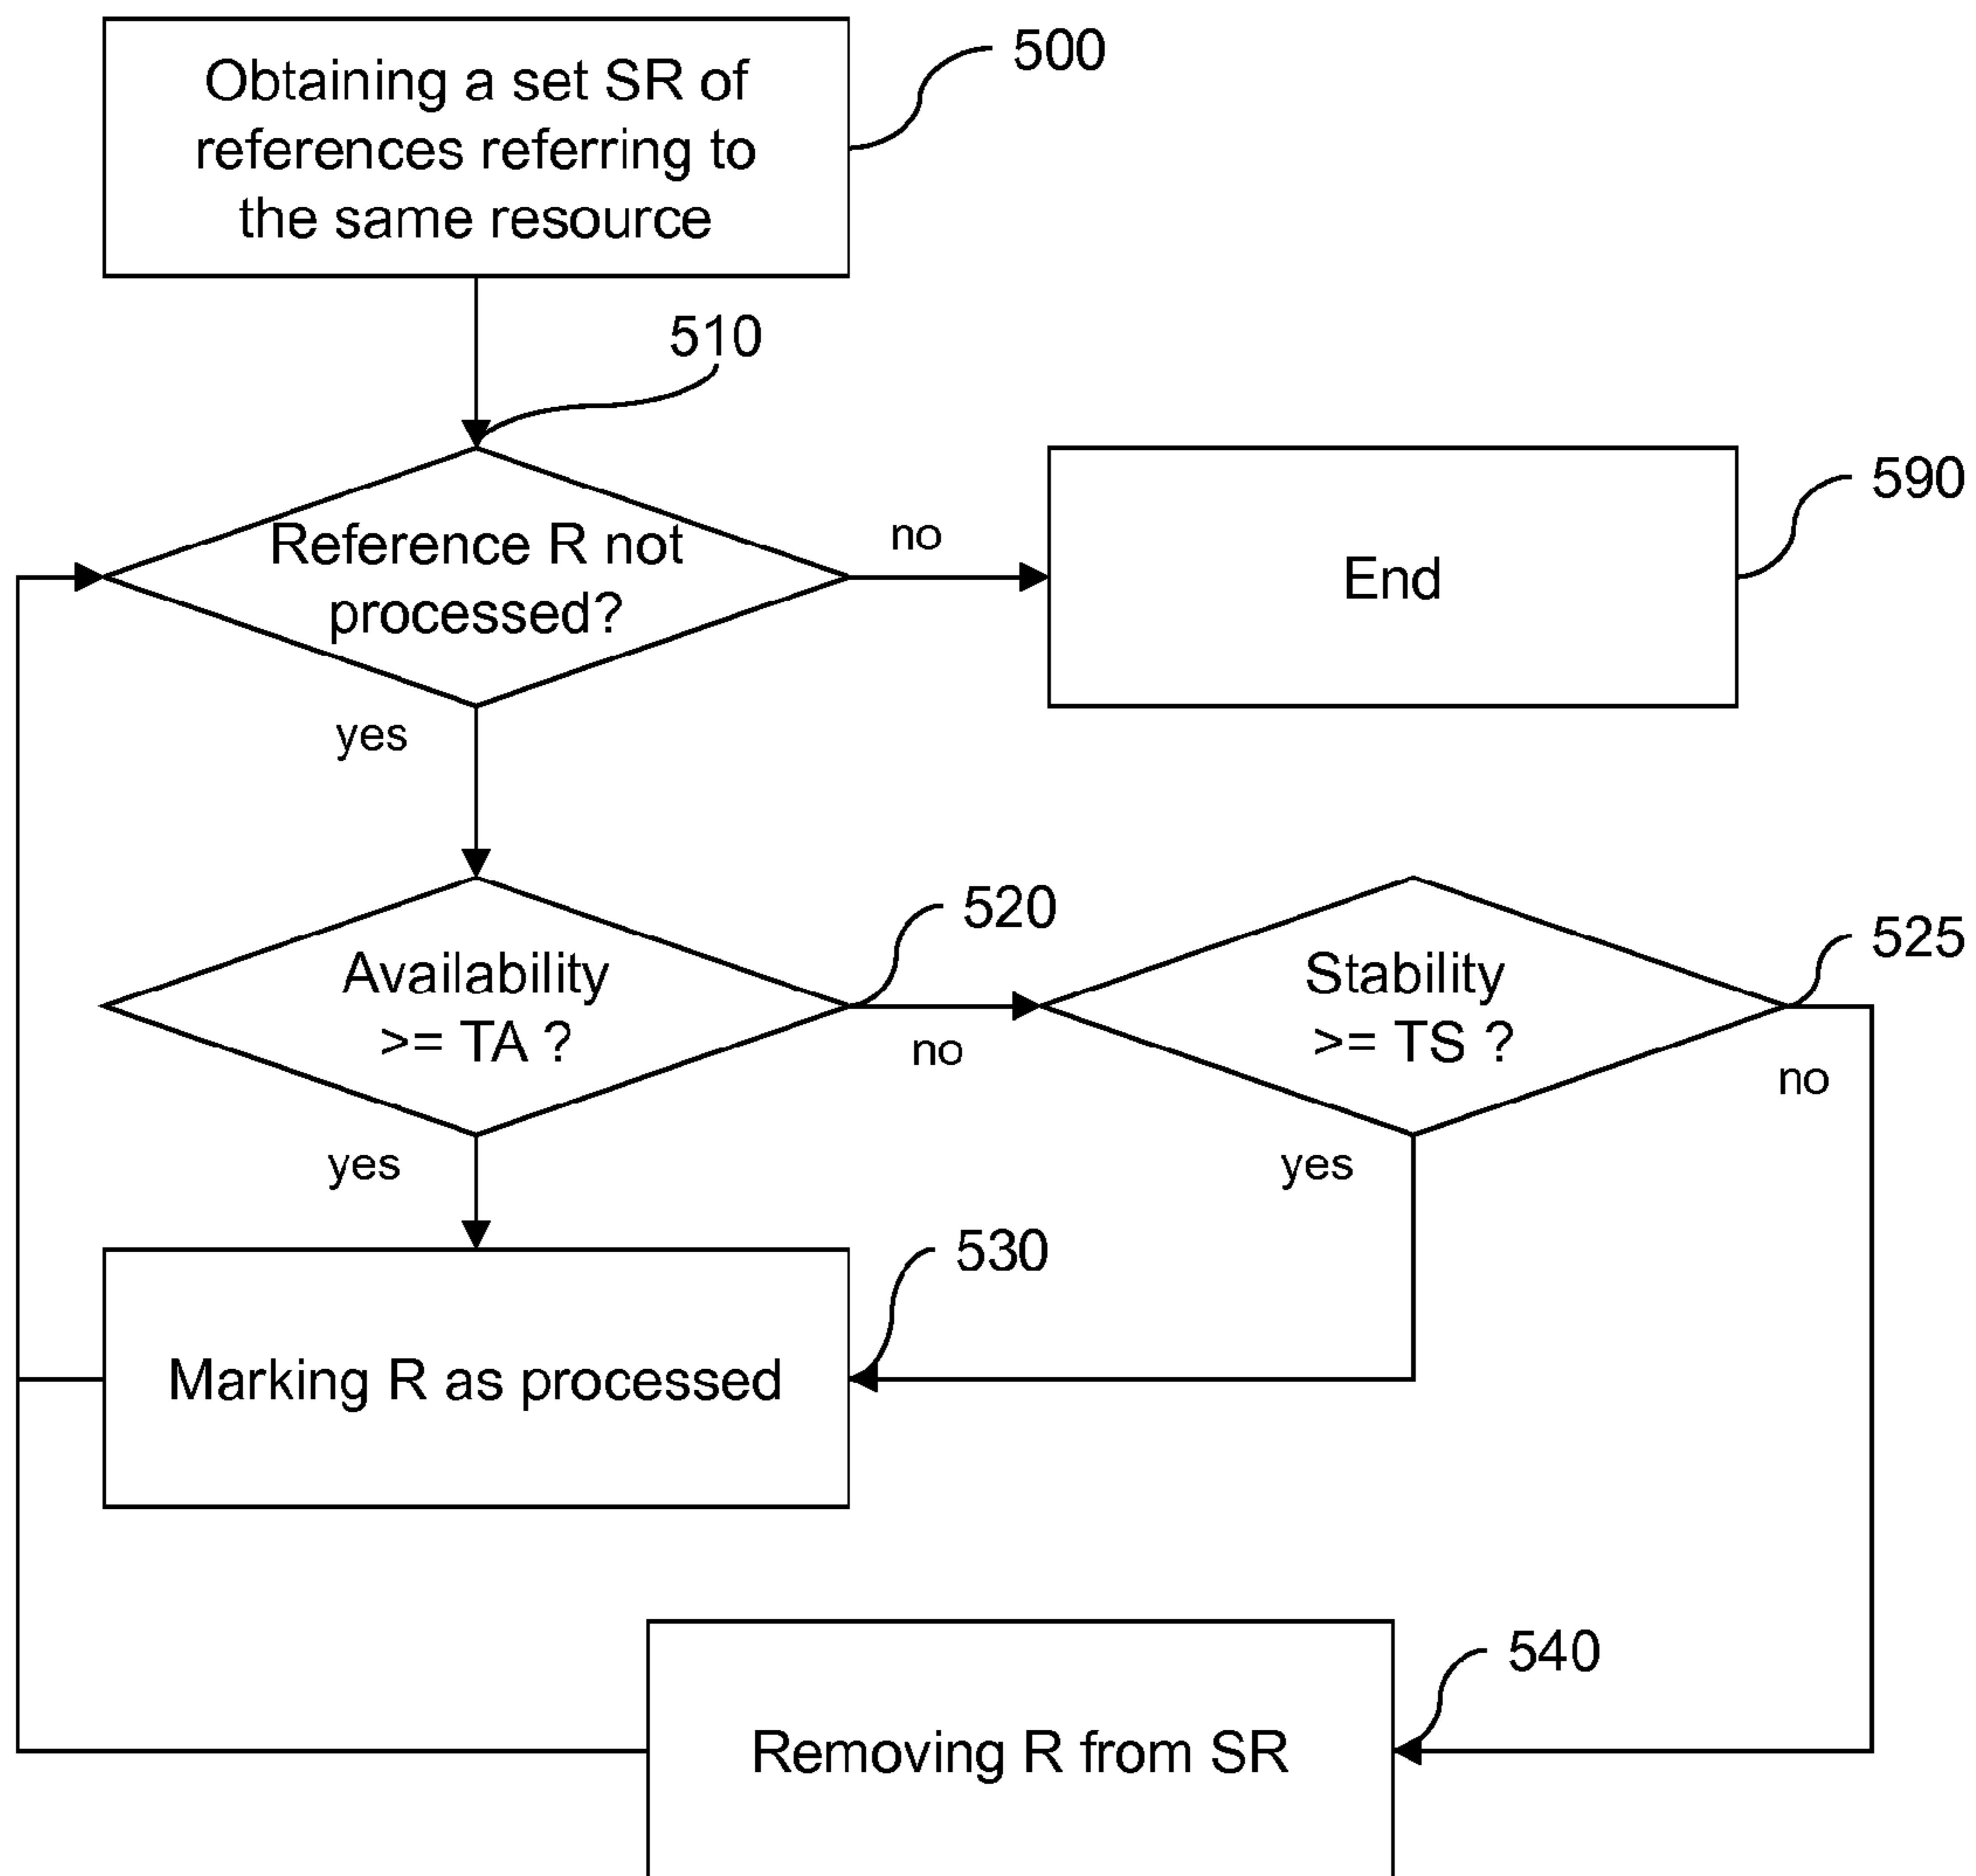 Obtaining a set SR of
references referring to
the same resource
500
510
Reference R not
processed?
no
End
590
yes
Availability
>= TA ?
520
no
Stability
>= TS ?
525
no
yes
yes
Marking R as processed
530
Removing R from SR
540